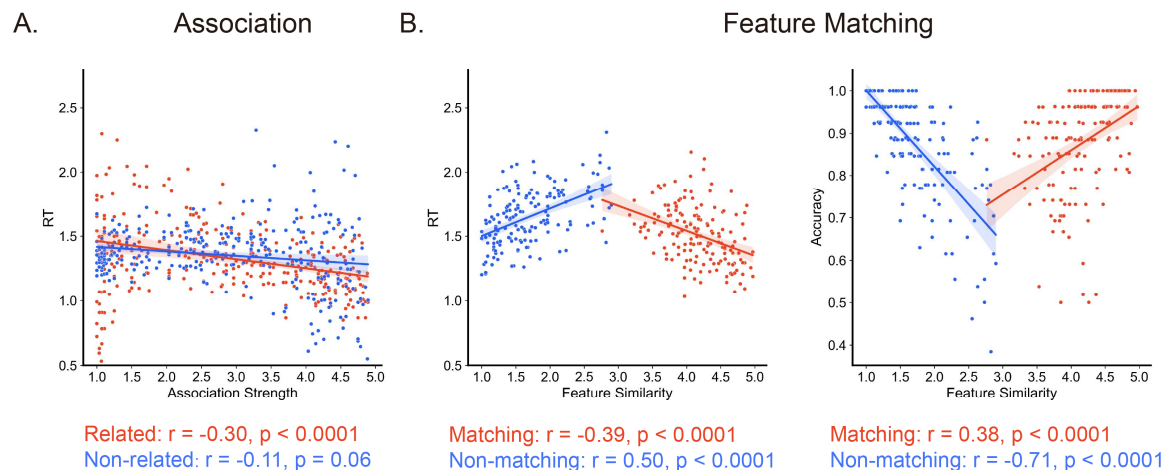 A. Association
B. Feature Matching
RT
2.5
2.0
1.5
1.0
0.5
1.0 1.5 2.0 2.5 3.0 3.5 4.0 4.5 5.0
Association Strength
Related: r = -0.30, p < 0.0001
Non-related: r = -0.11, p = 0.06
RT
2.5
2.0
1.5
1.0
0.5
1.0 1.5 2.0 2.5 3.0 3.5 4.0 4.5 5.0
Feature Similarity
Matching: r = -0.39, p < 0.0001
Non-matching: r = 0.50, p < 0.0001
Accuracy
1.0
0.9
0.8
0.7
0.6
0.5
0.4
1.0 1.5 2.0 2.5 3.0 3.5 4.0 4.5 5.0
Feature Similarity
Matching: r = 0.38, p < 0.0001
Non-matching: r = -0.71, p < 0.0001